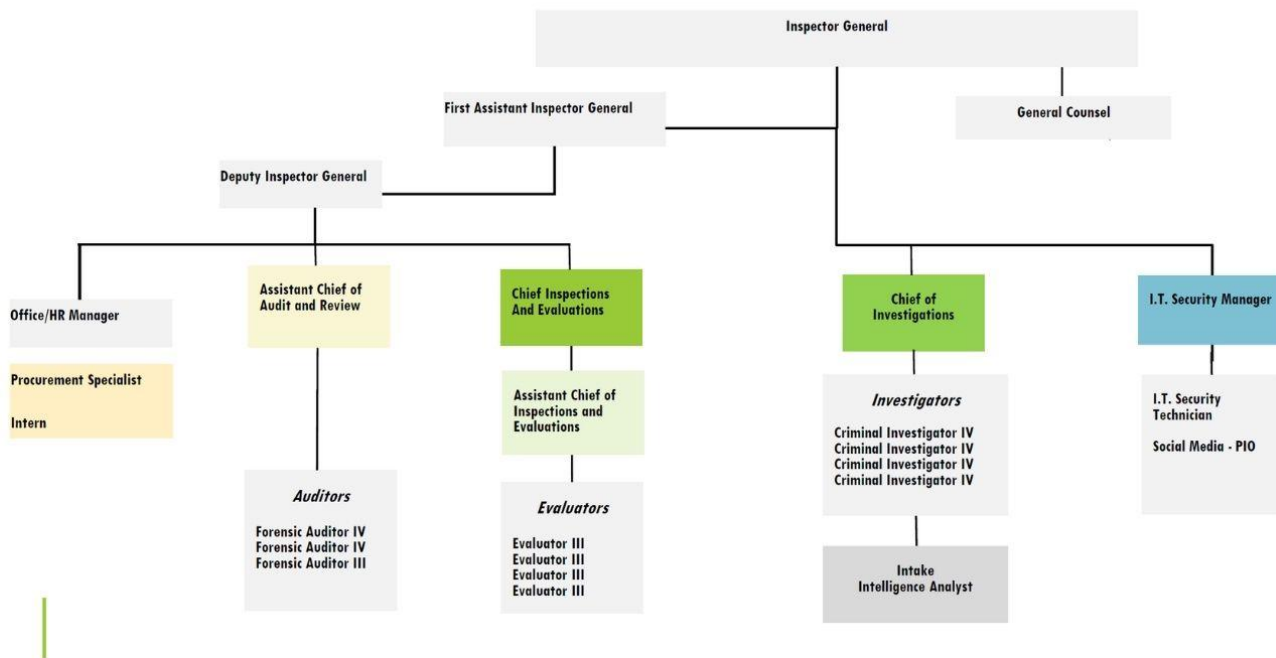 Inspector General
First Assistant Inspector General
General Counsel
Deputy Inspector General
Office/HR Manager
Procurement Specialist
Intern
Assistant Chief of
Audit and Review
Auditors
Forensic Auditor IV
Forensic Auditor IV
Forensic Auditor III
Chief Inspections
And Evaluations
Assistant Chief of
Inspections and
Evaluations
Evaluators
Evaluator III
Evaluator III
Evaluator III
Evaluator III
Chief of
Investigations
Investigators
Criminal Investigator IV
Criminal Investigator IV
Criminal Investigator IV
Criminal Investigator IV
Intake
Intelligence Analyst
I.T. Security Manager
I.T. Security
Technician
Social Media - PIO